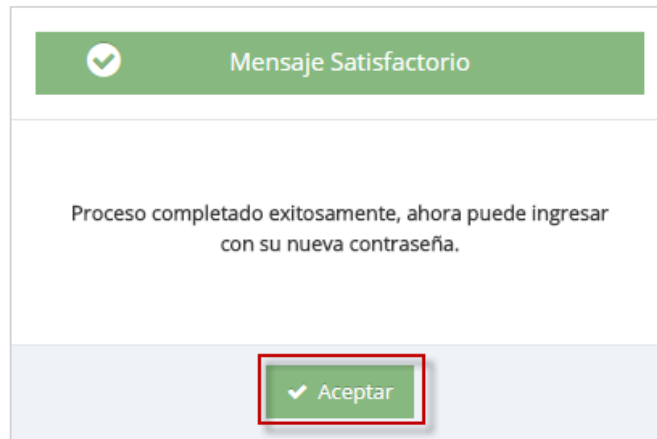 Mensaje Satisfactorio
Proceso completado exitosamente, ahora puede ingresar
con su nueva contraseña.
Aceptar